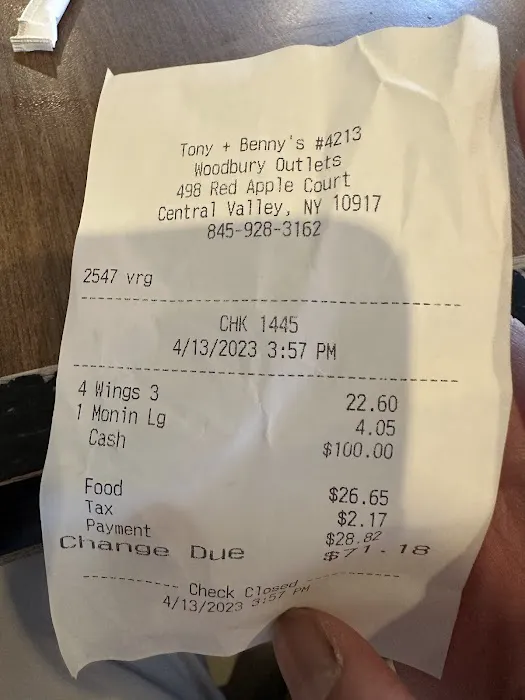 Tony + Benny's #4213
Woodbury Outlets
498 Red Apple Court
Central Valley, NY 10917
845-928-3162
2547 vrg
CHK 1445
4/13/2023 3:57 PM
4 Wings 3 22.60
1 Monin Lg 4.05
Cash $100.00
Food $26.65
Tax $2.17
Payment $28.82
Change Due $71.18
Check Closed
4/13/2023 3:57 PM